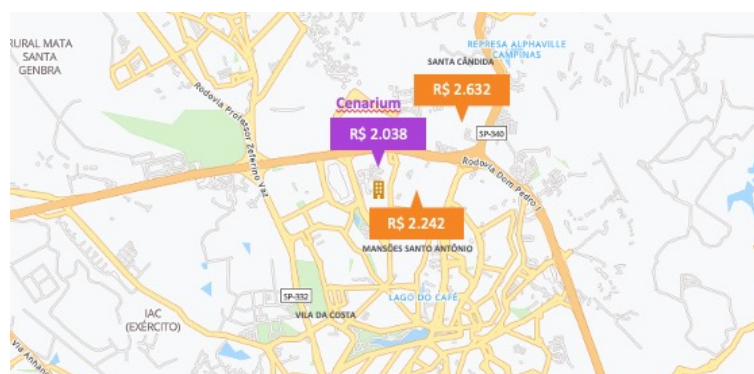 RURAL MATA
SANTA
GENBRA
REPRESA ALPHAVILLE
CAMPINAS
SANTA CÂNDIDA
R$ 2.632
Rodovia Professor Zeferino Vaz
Cenarium
R$ 2.038
SP-340
Rodovia Dom Pedro I
R$ 2.242
MANSÕES SANTO ANTÔNIO
SP-332
LAGO DO CAFÉ
IAC
(EXÉRCITO)
VILA DA COSTA
Via Anhang